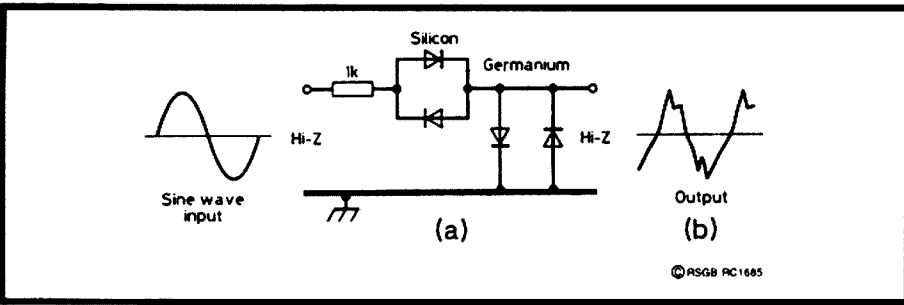 Silicon
1k
Germanium
Hi-Z
Hi-Z
Sine wave
input
Output
(a)
(b)
© RSGB RC1685